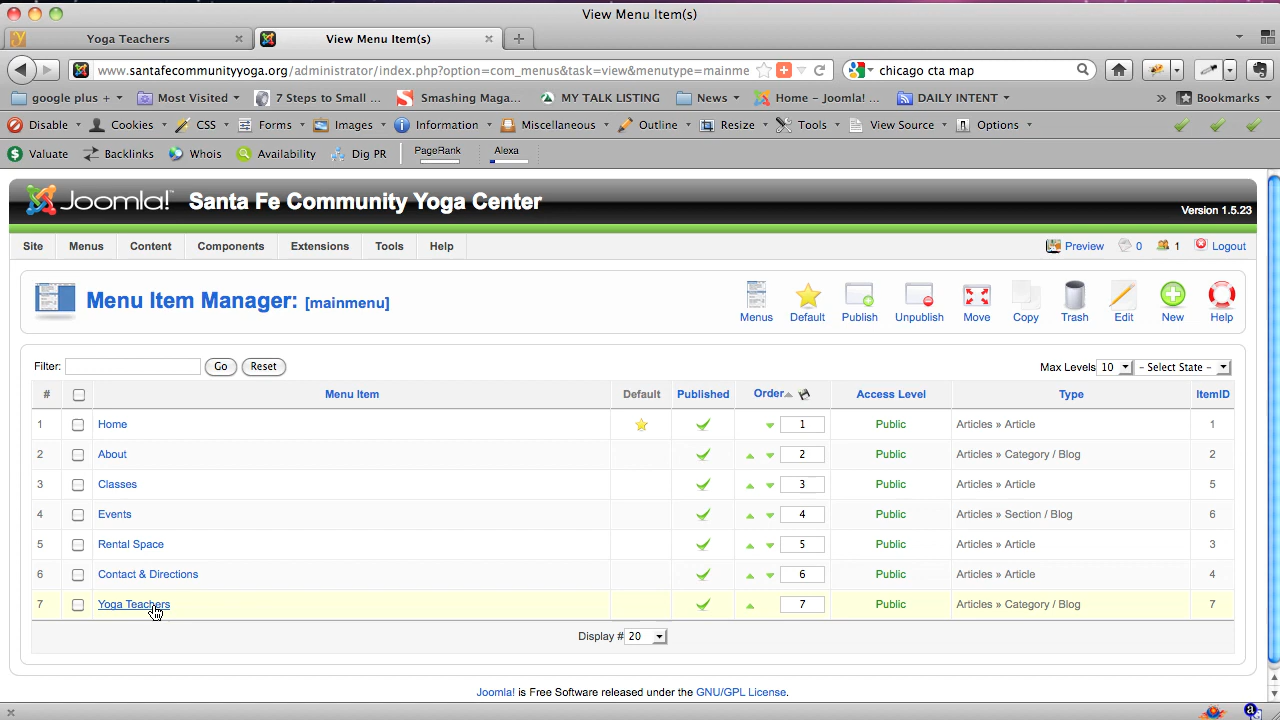 View Menu Item(s)
Yoga Teachers
View Menu Item(s)
www.santafecommunityyoga.org/administrator/index.php?option=com_menus&task=view&menutype=mainme
chicago cta map
google plus +
Most Visited
7 Steps to Small ...
Smashing Maga...
MY TALK LISTING
News
Home – Joomla! ...
DAILY INTENT
»
Bookmarks
Disable
Cookies
CSS
Forms
Images
Information
Miscellaneous
Outline
Resize
Tools
View Source
Options
Valuate
Backlinks
Whois
Availability
Dig PR
PageRank
Alexa
Joomla!™ Santa Fe Community Yoga Center
Version 1.5.23
Site Menus Content Components Extensions Tools Help
Preview 0 1 Logout
Menu Item Manager: [mainmenu]
Menus Default Publish Unpublish Move Copy Trash Edit New Help
Filter: Go Reset
Max Levels 10 - Select State -
# Menu Item Default Published Order Access Level Type ItemID
1 Home 1 Public Articles » Article 1
2 About 2 Public Articles » Category / Blog 2
3 Classes 3 Public Articles » Article 5
4 Events 4 Public Articles » Section / Blog 6
5 Rental Space 5 Public Articles » Article 3
6 Contact & Directions 6 Public Articles » Article 4
7 Yoga Teachers 7 Public Articles » Category / Blog 7
Display # 20
Joomla! is Free Software released under the GNU/GPL License.